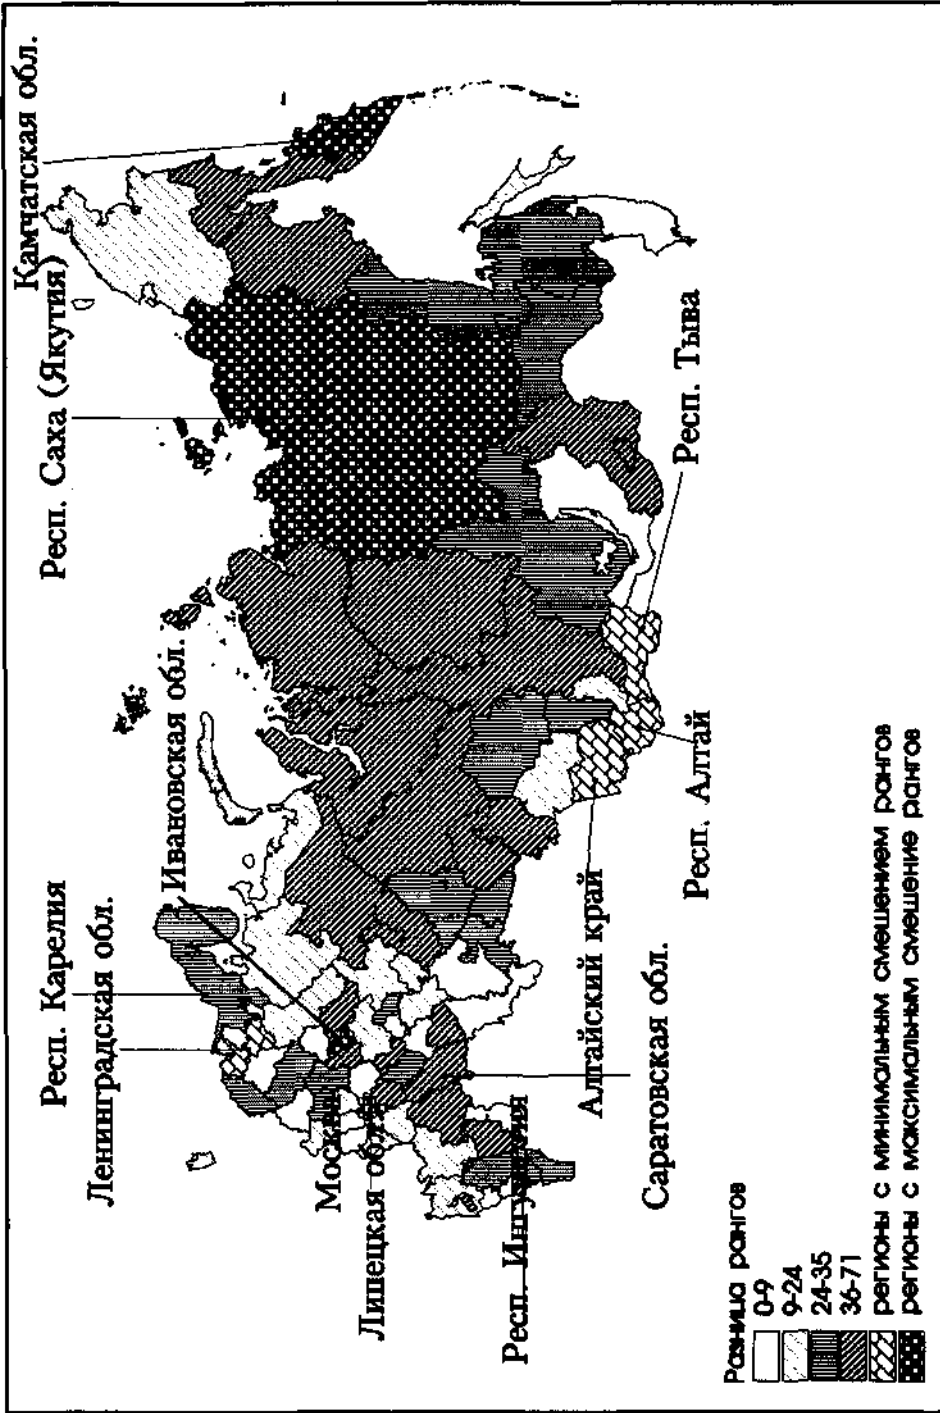 Камчатская обл.
Респ. Саха (Якутия)
Ивановская обл.
Респ. Карелия
Ленинградская обл.
Москва
Липецкая обл.
Респ. Ингушетия
Саратовская обл.
Алтайский край
Респ. Алтай
Респ. Тыва
Разница рангов
0-9
9-24
24-35
36-71
регионы с минимальным смешением рангов
регионы с максимальным смешение рангов